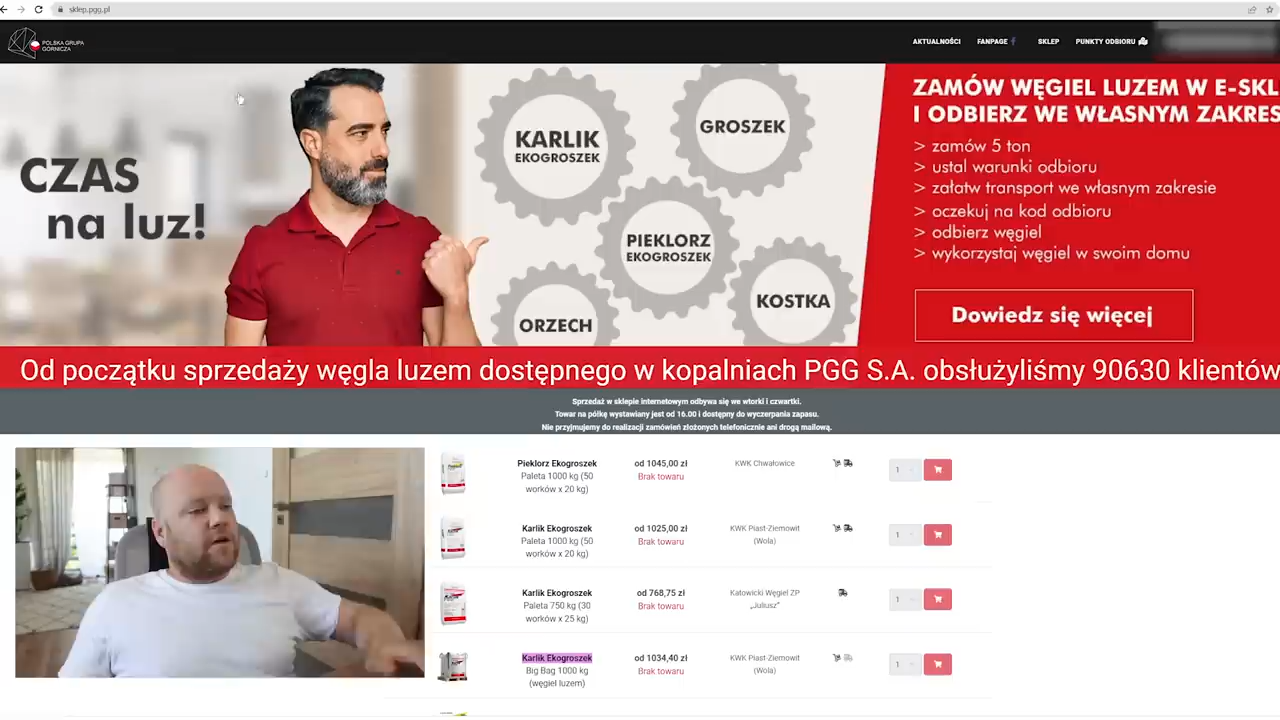 sklep.pgg.pl
POLSKA GRUPA
GÓRNICZA
AKTUALNOŚCI
FANPAGE
SKLEP
PUNKTY ODBIORU
CZAS
na luz!
KARLIK
EKOGROSZEK
GROSZEK
PIEKLORZ
EKOGROSZEK
ORZECH
KOSTKA
ZAMÓW WĘGIEL LUZEM W E-SKL
I ODBIERZ WE WŁASNYM ZAKRES
> zamów 5 ton
> ustal warunki odbioru
> załatw transport we własnym zakresie
> oczekuj na kod odbioru
> odbierz węgiel
> wykorzystaj węgiel w swoim domu
Dowiedz się więcej
Od początku sprzedaży węgla luzem dostępnego w kopalniach PGG S.A. obsłużyliśmy 90630 klientów
Sprzedaż w sklepie internetowym odbywa się we wtorki i czwartki.
Towar na półkę wystawiany jest od 16.00 i dostępny do wyczerpania zapasu.
Nie przyjmujemy do realizacji zamówień złożonych telefonicznie ani drogą mailową.
Pieklorz Ekogroszek
Paleta 1000 kg (50
worków x 20 kg)
od 1045,00 zł
Brak towaru
KWK Chwałowice
1
Karlik Ekogroszek
Paleta 1000 kg (50
worków x 20 kg)
od 1025,00 zł
Brak towaru
KWK Piast-Ziemowit
(Wola)
1
Karlik Ekogroszek
Paleta 750 kg (30
worków x 25 kg)
od 768,75 zł
Brak towaru
Katowicki Węgiel ZP
„Juliusz"
1
Karlik Ekogroszek
Big Bag 1000 kg
(węgiel luzem)
od 1034,40 zł
Brak towaru
KWK Piast-Ziemowit
(Wola)
1